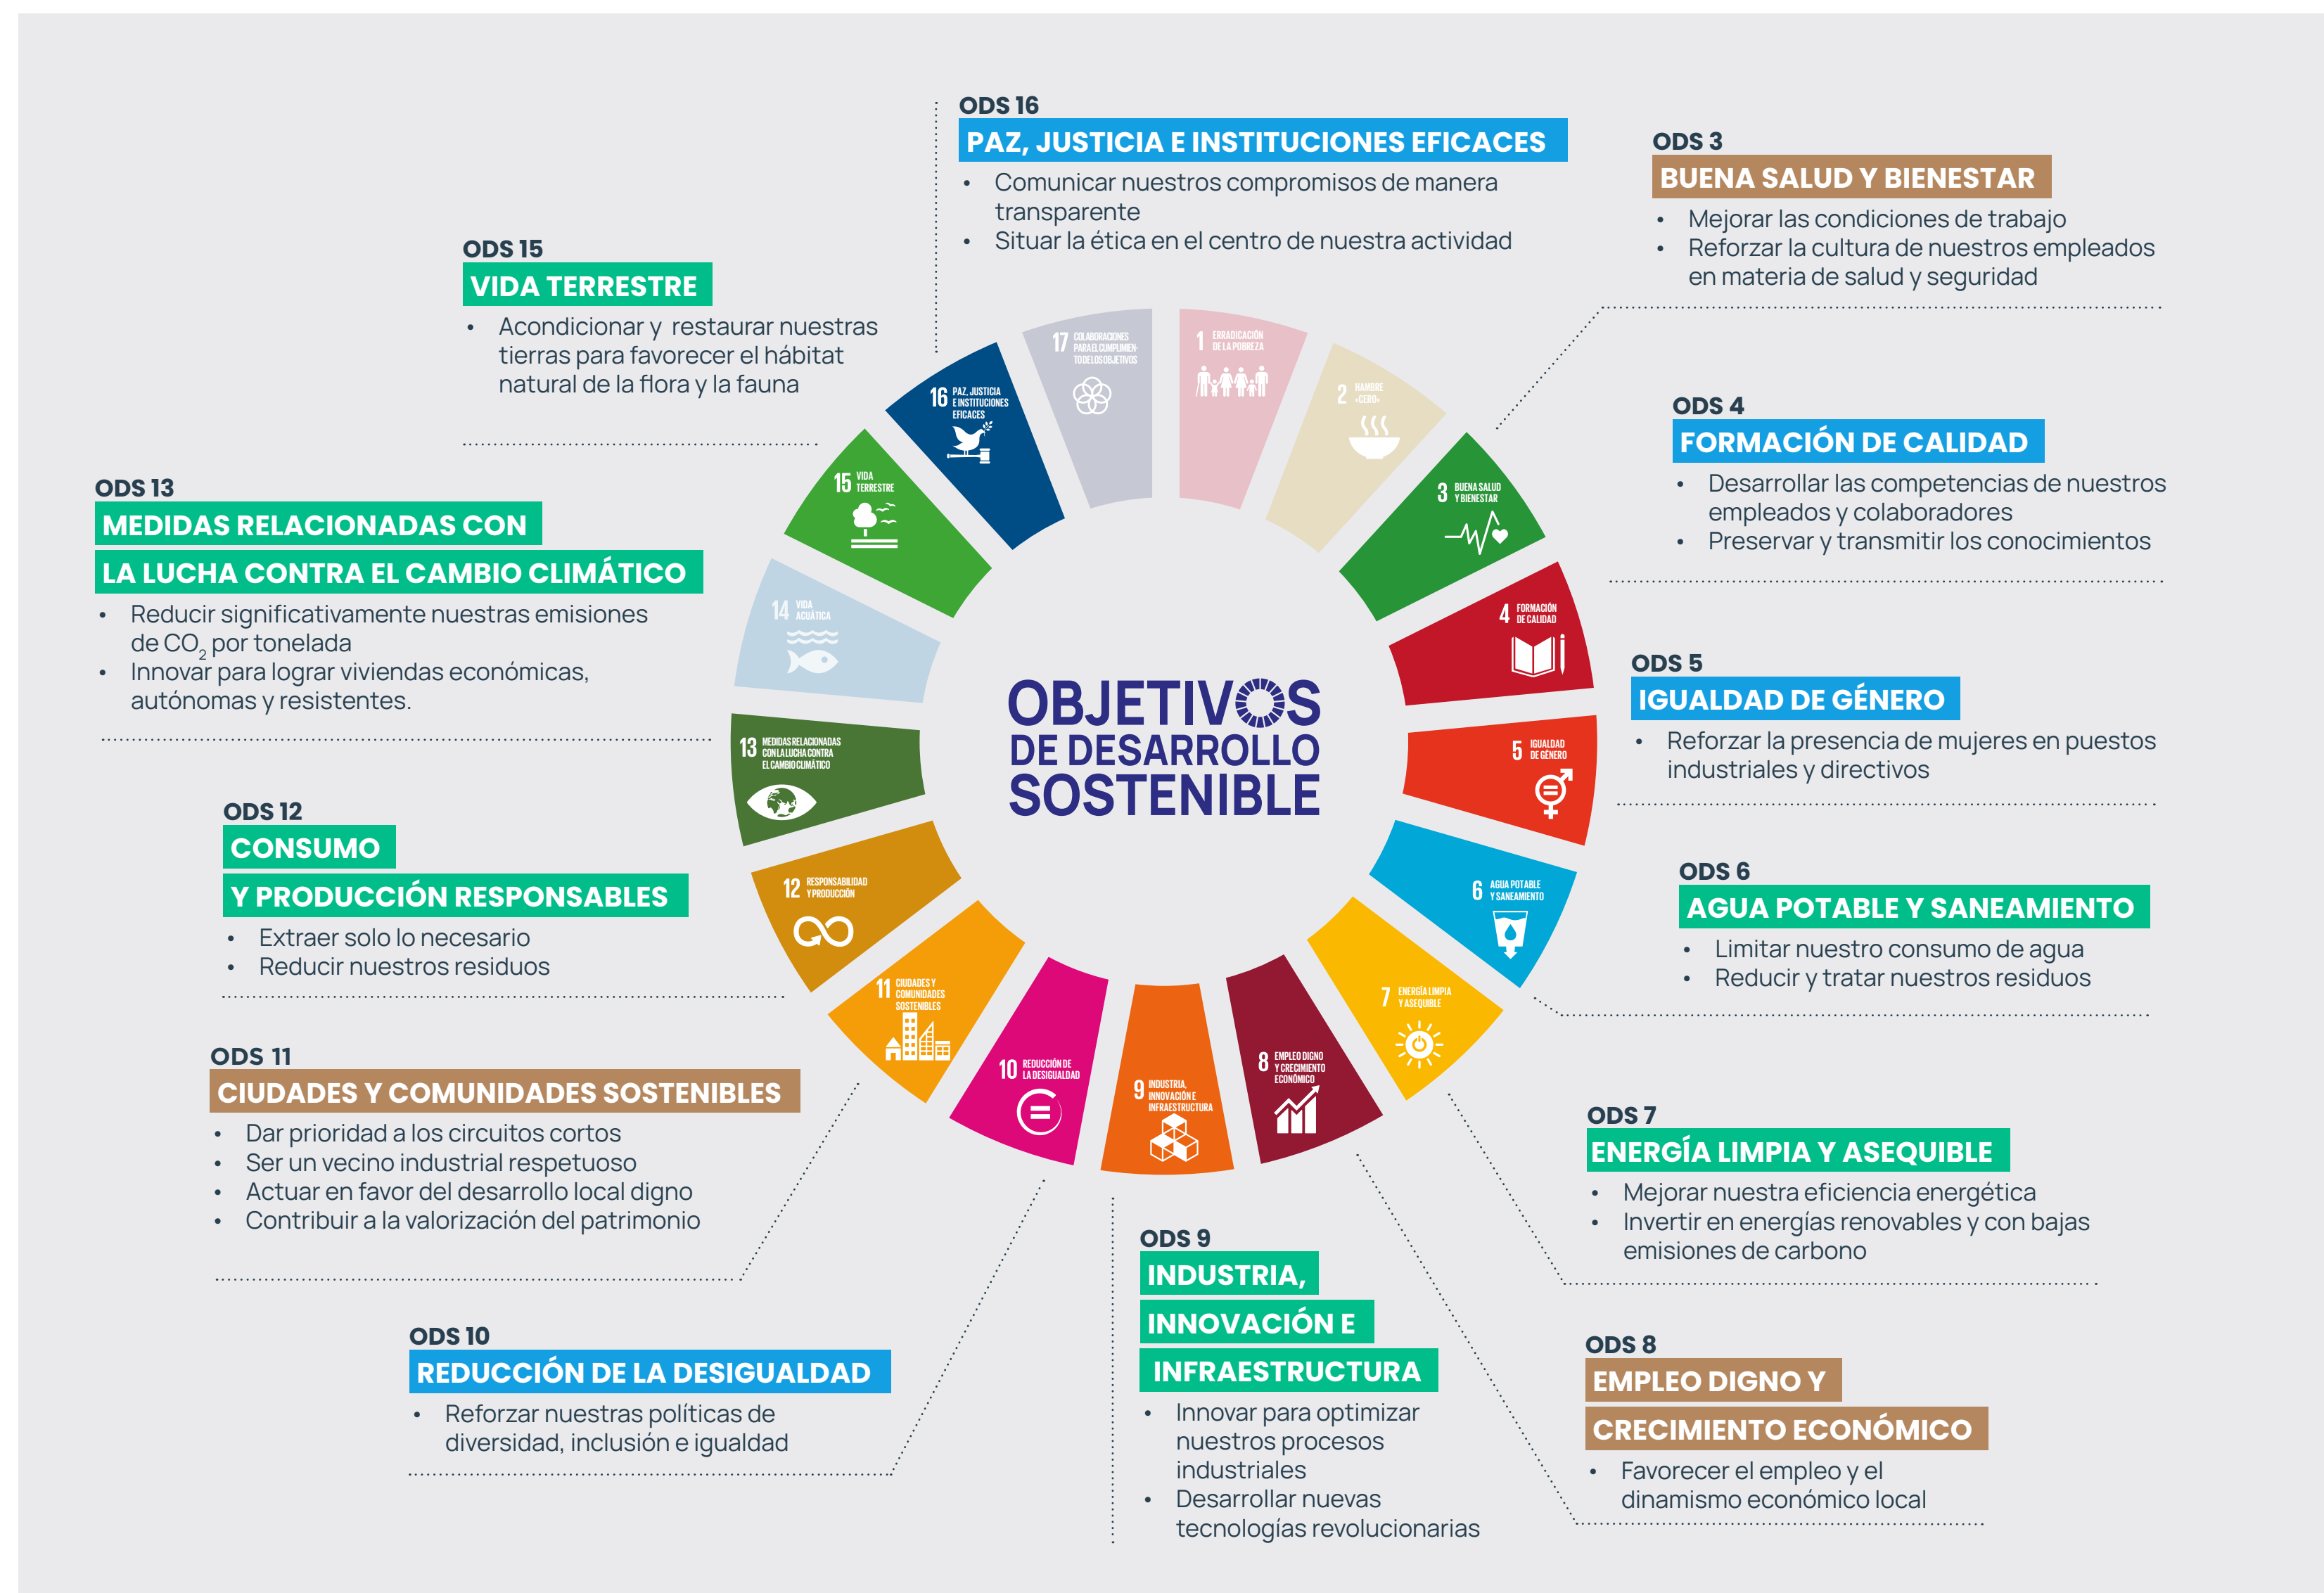 ODS 16
PAZ, JUSTICIA E INSTITUCIONES EFICACES
• Comunicar nuestros compromisos de manera
transparente
• Situar la ética en el centro de nuestra actividad
ODS 3
BUENA SALUD Y BIENESTAR
• Mejorar las condiciones de trabajo
• Reforzar la cultura de nuestros empleados
en materia de salud y seguridad
ODS 15
VIDA TERRESTRE
• Acondicionar y restaurar nuestras
tierras para favorecer el hábitat
natural de la flora y la fauna
ODS 4
FORMACIÓN DE CALIDAD
• Desarrollar las competencias de nuestros
empleados y colaboradores
• Preservar y transmitir los conocimientos
ODS 13
MEDIDAS RELACIONADAS CON
LA LUCHA CONTRA EL CAMBIO CLIMÁTICO
• Reducir significativamente nuestras emisiones
de CO2 por tonelada
• Innovar para lograr viviendas económicas,
autónomas y resistentes.
ODS 5
IGUALDAD DE GÉNERO
• Reforzar la presencia de mujeres en puestos
industriales y directivos
ODS 12
CONSUMO
Y PRODUCCIÓN RESPONSABLES
• Extraer solo lo necesario
• Reducir nuestros residuos
ODS 6
AGUA POTABLE Y SANEAMIENTO
• Limitar nuestro consumo de agua
• Reducir y tratar nuestros residuos
ODS 11
CIUDADES Y COMUNIDADES SOSTENIBLES
• Dar prioridad a los circuitos cortos
• Ser un vecino industrial respetuoso
• Actuar en favor del desarrollo local digno
• Contribuir a la valorización del patrimonio
ODS 7
ENERGÍA LIMPIA Y ASEQUIBLE
• Mejorar nuestra eficiencia energética
• Invertir en energías renovables y con bajas
emisiones de carbono
ODS 10
REDUCCIÓN DE LA DESIGUALDAD
• Reforzar nuestras políticas de
diversidad, inclusión e igualdad
ODS 9
INDUSTRIA,
INNOVACIÓN E
INFRAESTRUCTURA
• Innovar para optimizar
nuestros procesos
industriales
• Desarrollar nuevas
tecnologías revolucionarias
ODS 8
EMPLEO DIGNO Y
CRECIMIENTO ECONÓMICO
• Favorecer el empleo y el
dinamismo económico local
OBJETIVOS
DE DESARROLLO
SOSTENIBLE
1 ERRADICACIÓN
DE LA POBREZA
2 HAMBRE
«CERO»
3 BUENA SALUD
Y BIENESTAR
4 FORMACIÓN
DE CALIDAD
5 IGUALDAD
DE GÉNERO
6 AGUA POTABLE
Y SANEAMIENTO
7 ENERGÍA LIMPIA
Y ASEQUIBLE
8 EMPLEO DIGNO
Y CRECIMIENTO
ECONÓMICO
9 INDUSTRIA,
INNOVACIÓN E
INFRAESTRUCTURA
10 REDUCCIÓN DE
LA DESIGUALDAD
11 CIUDADES Y
COMUNIDADES
SOSTENIBLES
12 RESPONSABILIDAD
Y PRODUCCIÓN
13 MEDIDAS RELACIONADAS
CON LA LUCHA CONTRA
EL CAMBIO CLIMÁTICO
14 VIDA
ACUÁTICA
15 VIDA
TERRESTRE
16 PAZ, JUSTICIA
E INSTITUCIONES
EFICACES
17 COLABORACIONES
PARA EL CUMPLIMIEN-
TO DE LOS OBJETIVOS